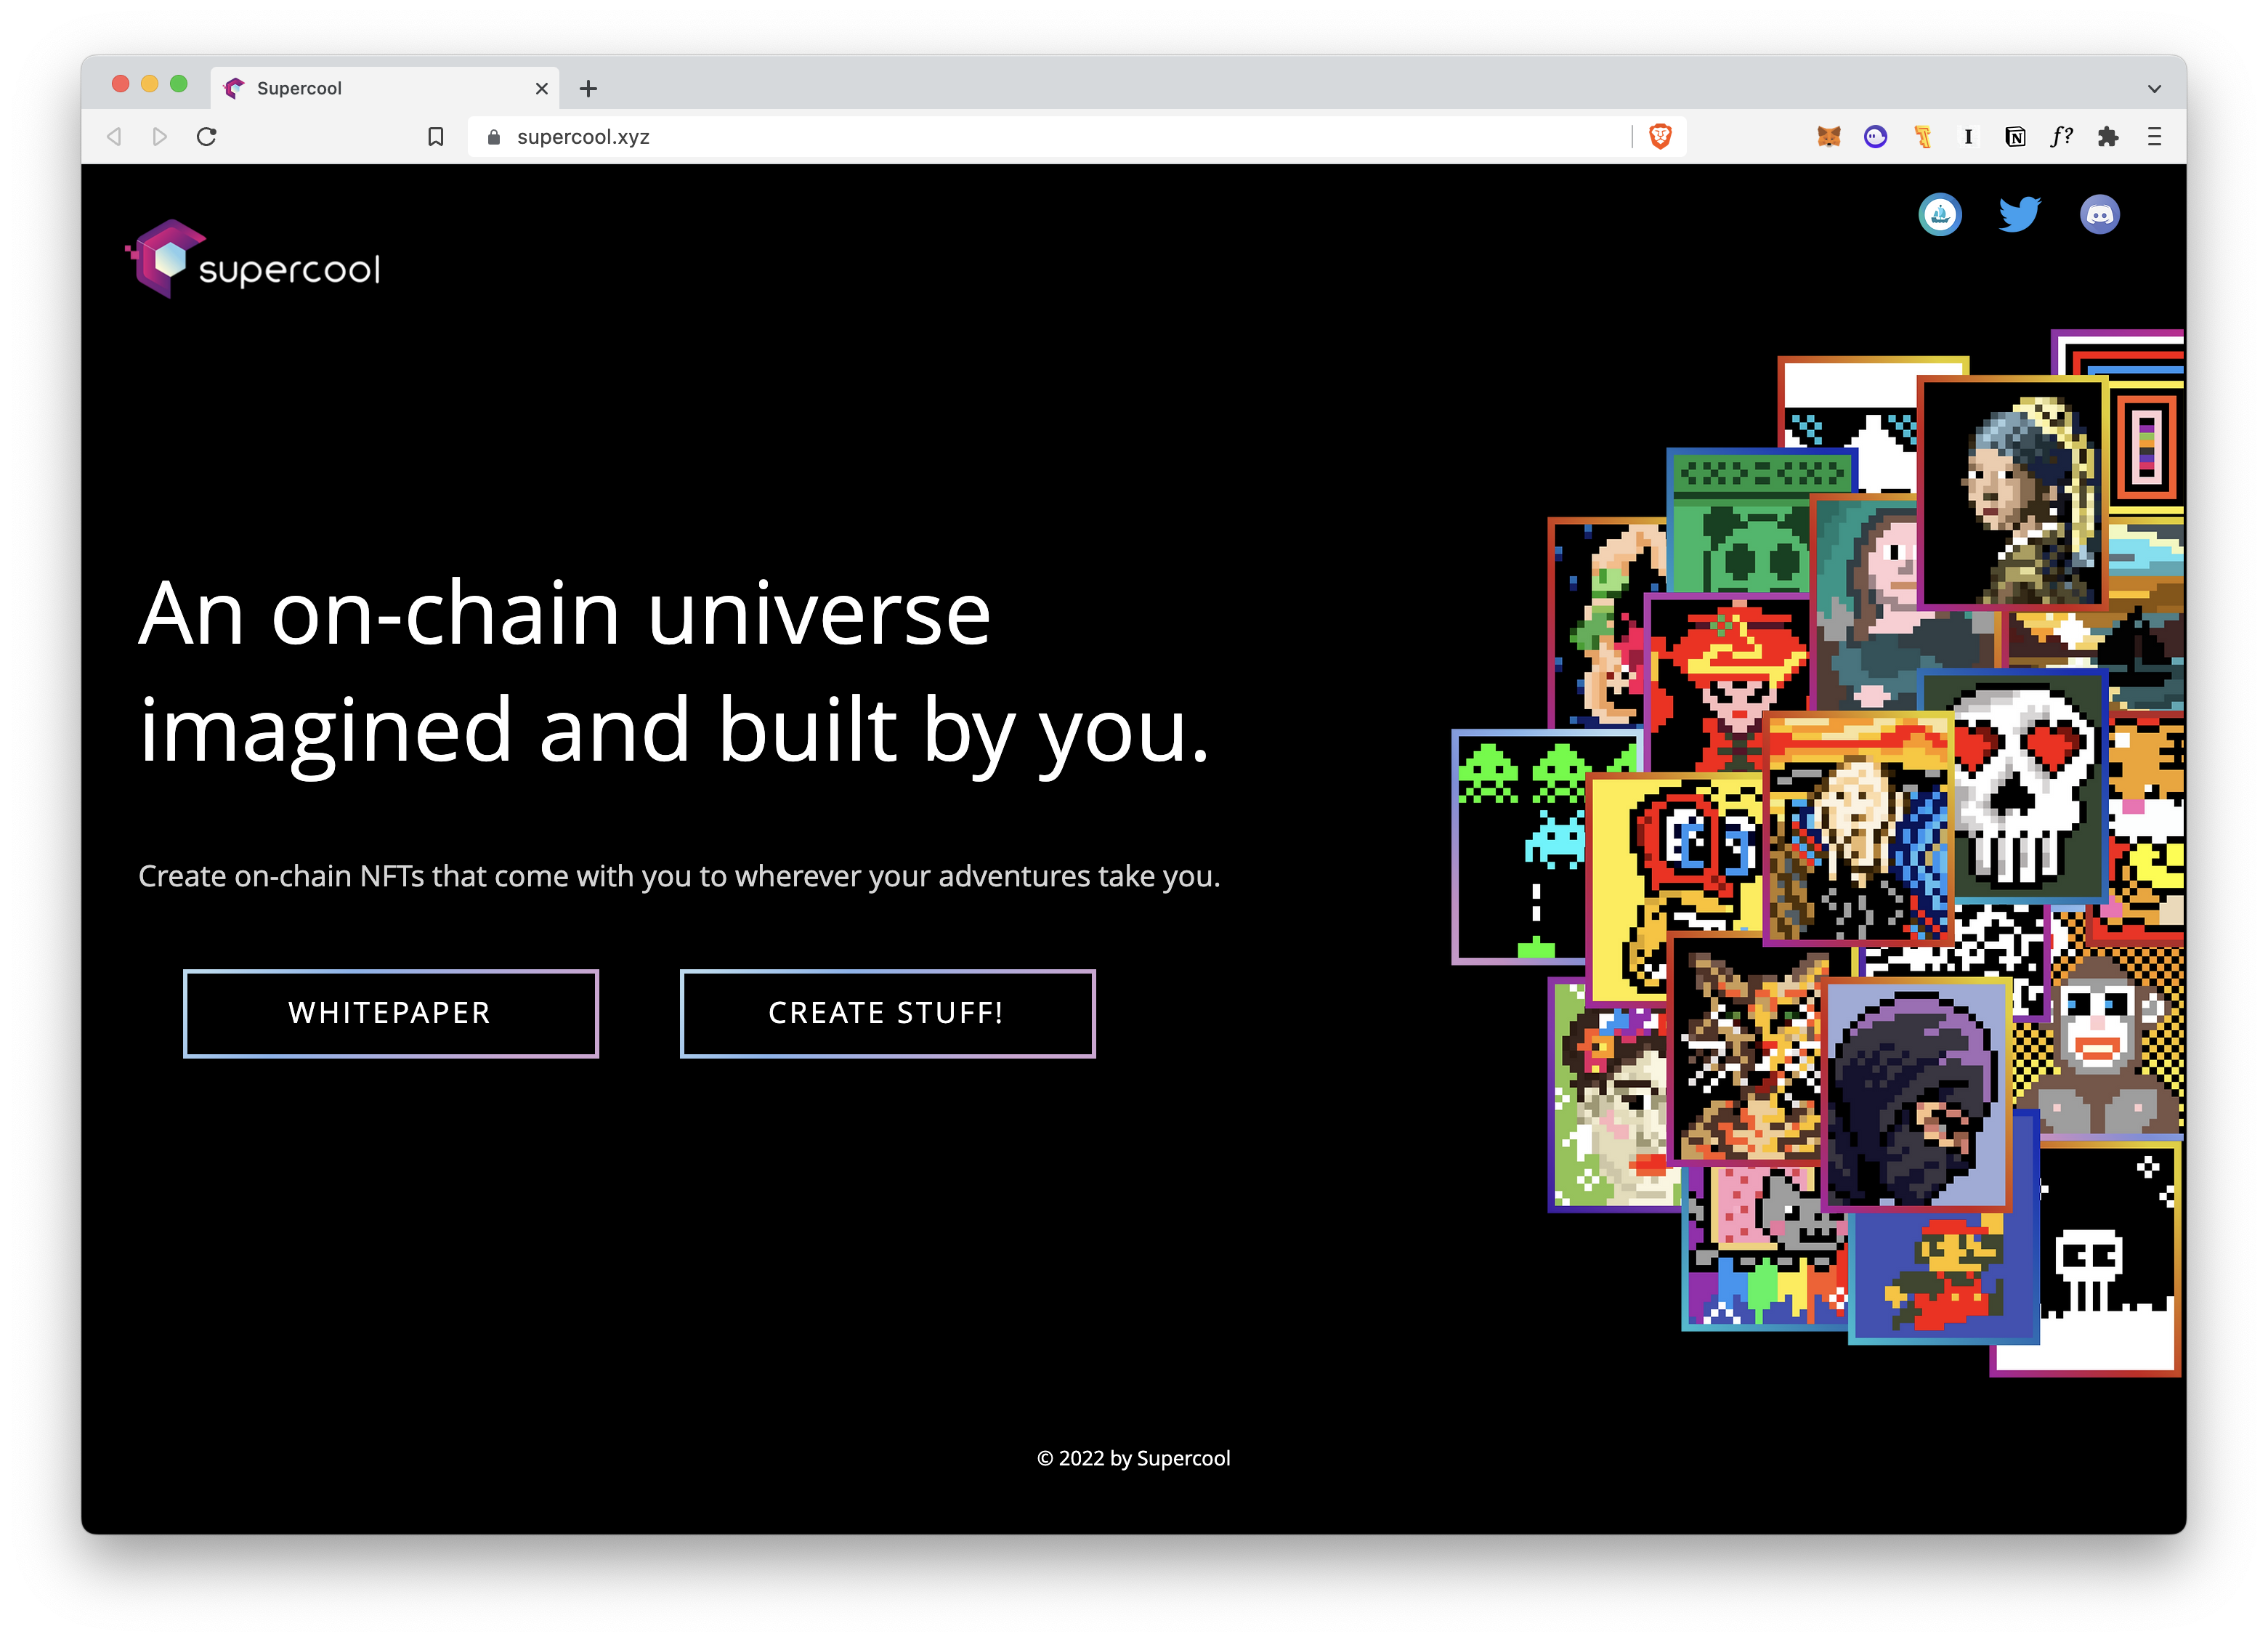 Supercool
supercool.xyz
supercool
An on-chain universe
imagined and built by you.
Create on-chain NFTs that come with you to wherever your adventures take you.
WHITEPAPER
CREATE STUFF!
© 2022 by Supercool